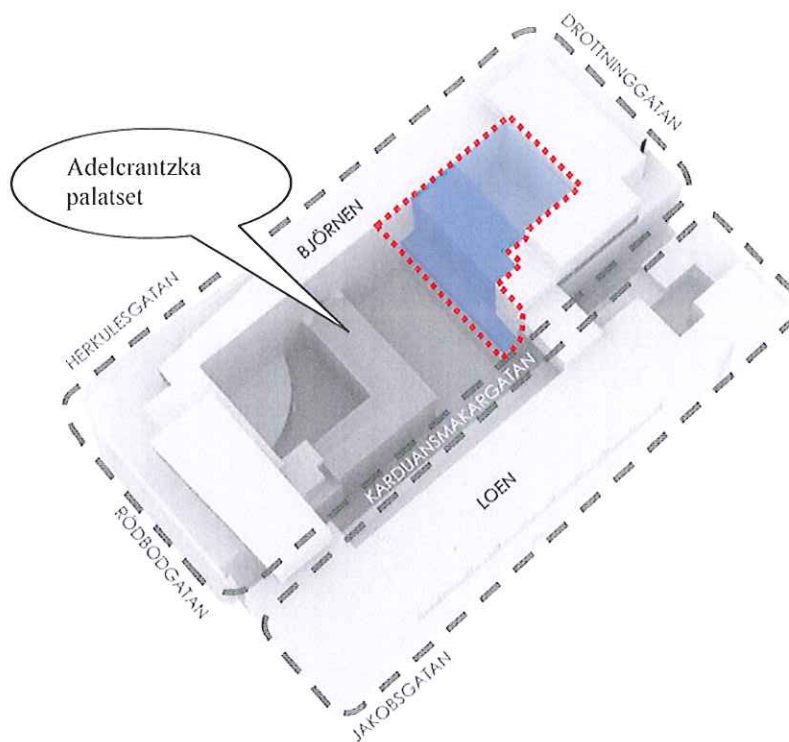 DROTTNINGGATAN
Adelcrantzka
palatset
BJÖRNEN
HERKULESGATAN
KARDUANSMAKARGATAN
LOEN
RÖDBODGATAN
JAKOBSGATAN